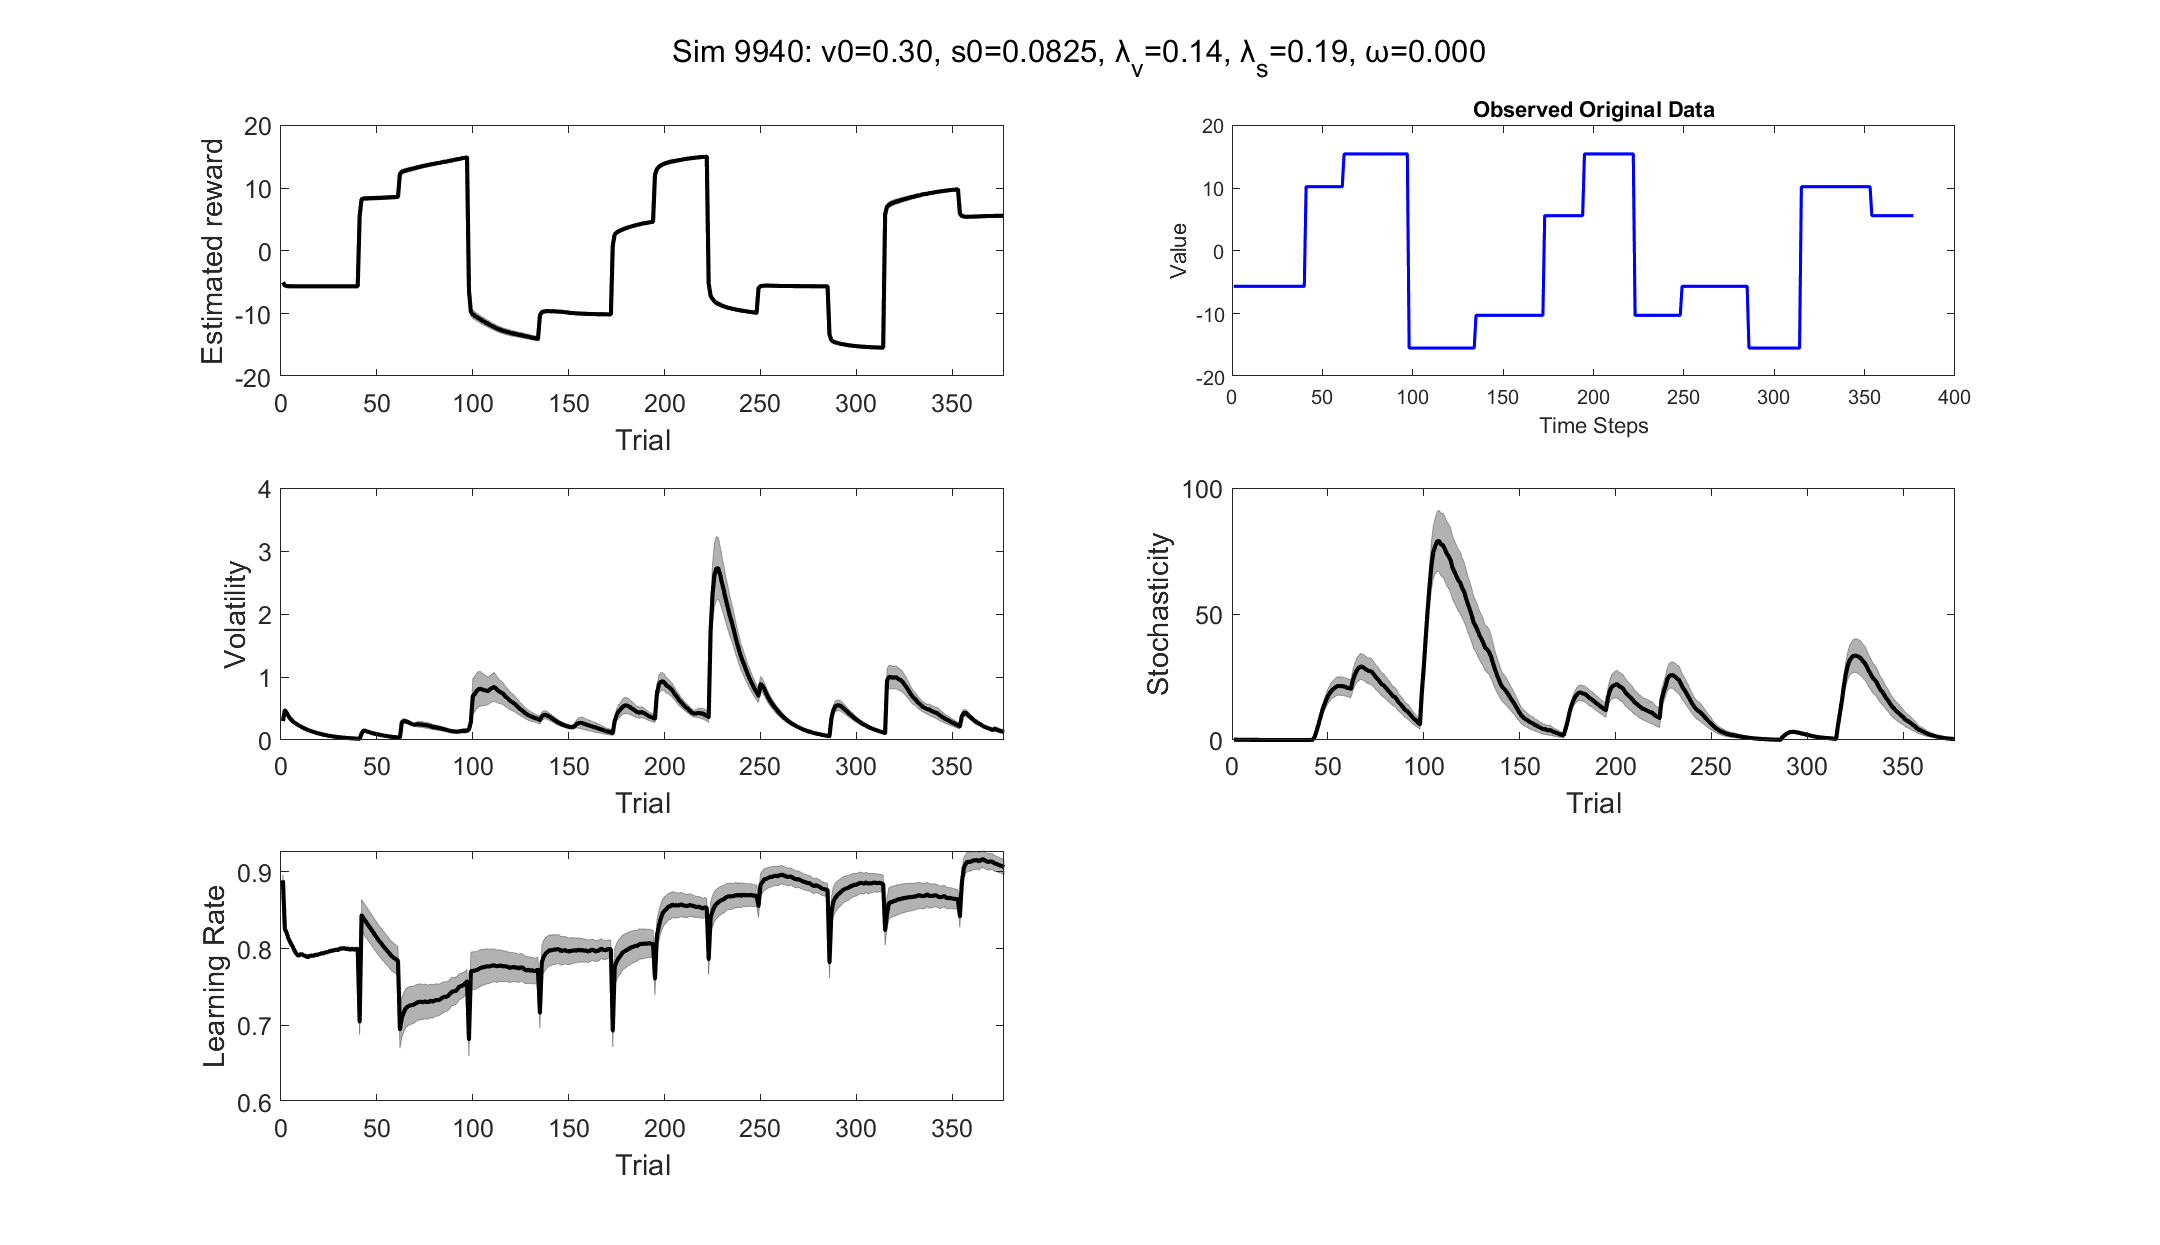 Sim 9940: v0=0.30, s0=0.0825, λ_v=0.14, λ_s=0.19, ω=0.000
Estimated reward
20
10
0
-10
-20
0 50 100 150 200 250 300 350
Trial
Observed Original Data
Value
20
10
0
-10
-20
0 50 100 150 200 250 300 350 400
Time Steps
Volatility
4
3
2
1
0
0 50 100 150 200 250 300 350
Trial
Stochasticity
100
50
0
0 50 100 150 200 250 300 350
Trial
Learning Rate
0.9
0.8
0.7
0.6
0 50 100 150 200 250 300 350
Trial